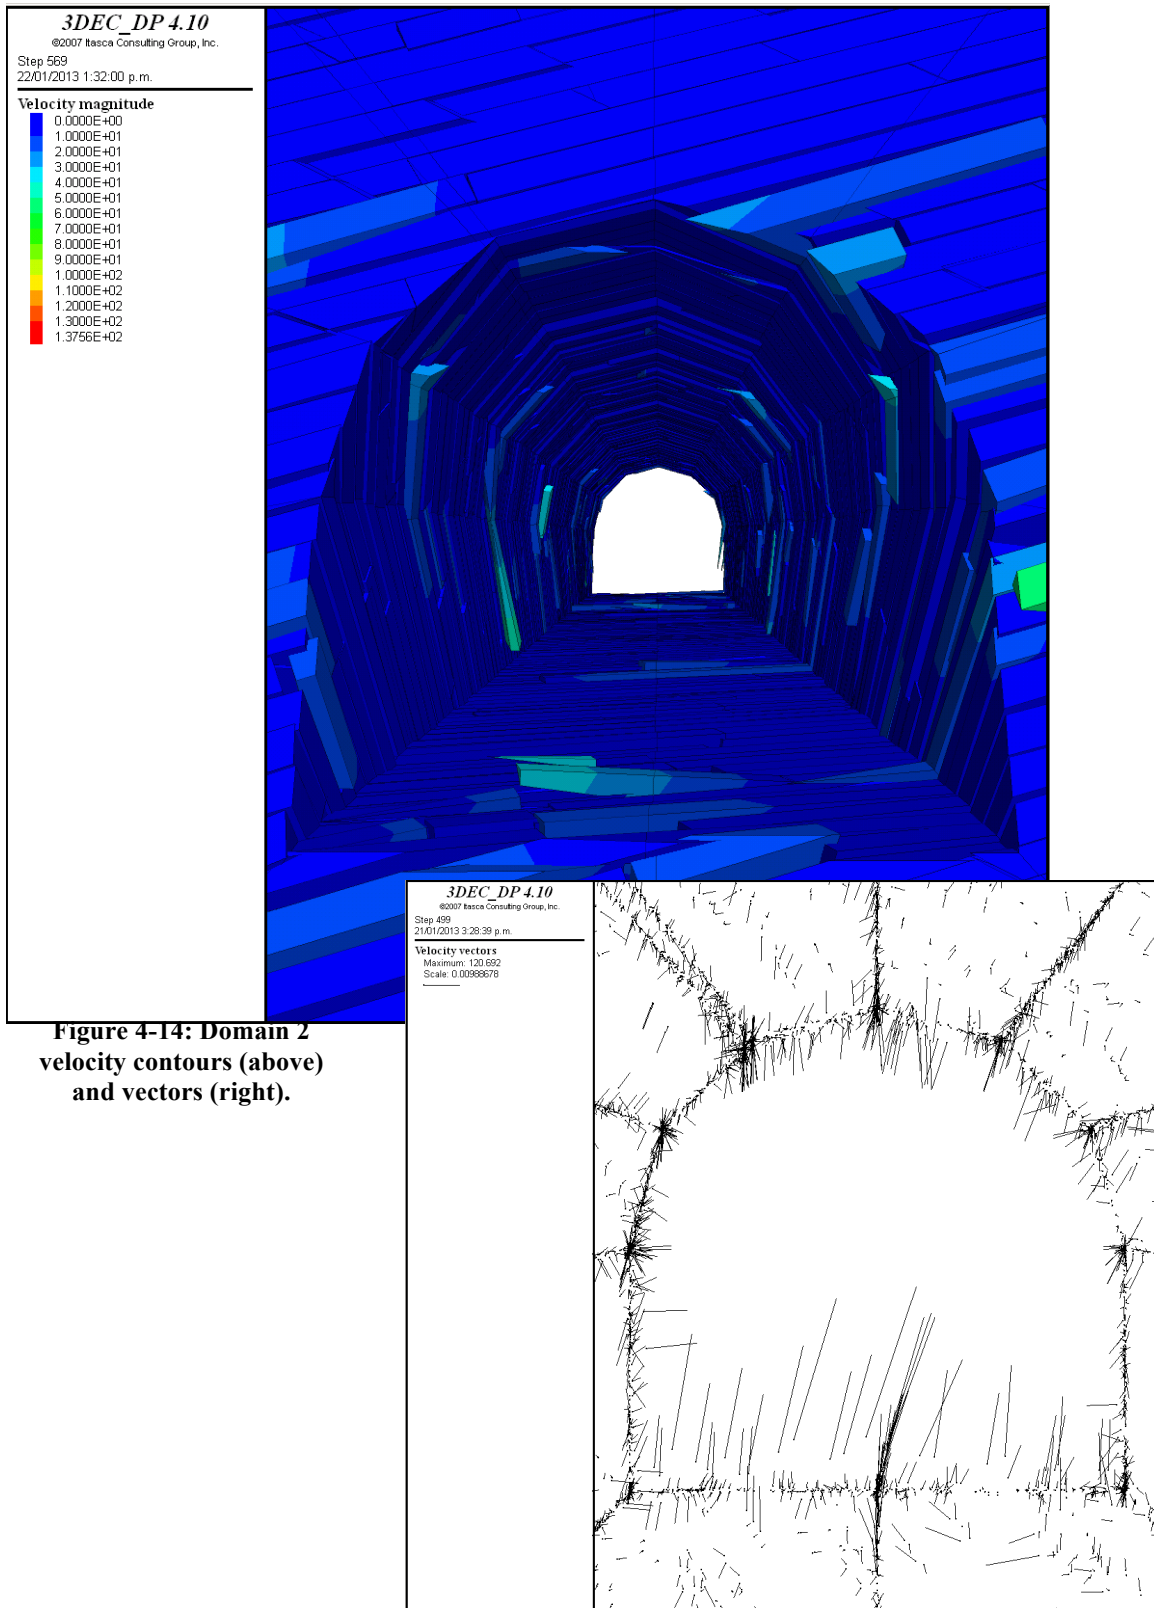 3DEC_DP 4.10
©2007 Itasca Consulting Group, Inc.
Step 569
22/01/2013 1:32:00 p.m.
Velocity magnitude
0.0000E+00
1.0000E+01
2.0000E+01
3.0000E+01
4.0000E+01
5.0000E+01
6.0000E+01
7.0000E+01
8.0000E+01
9.0000E+01
1.0000E+02
1.1000E+02
1.2000E+02
1.3000E+02
1.3756E+02
3DEC_DP 4.10
©2007 Itasca Consulting Group, Inc.
Step 499
21/01/2013 3:28:39 p.m.
Velocity vectors
Maximum: 120.692
Scale: 0.00988678
Figure 4-14: Domain 2
velocity contours (above)
and vectors (right).